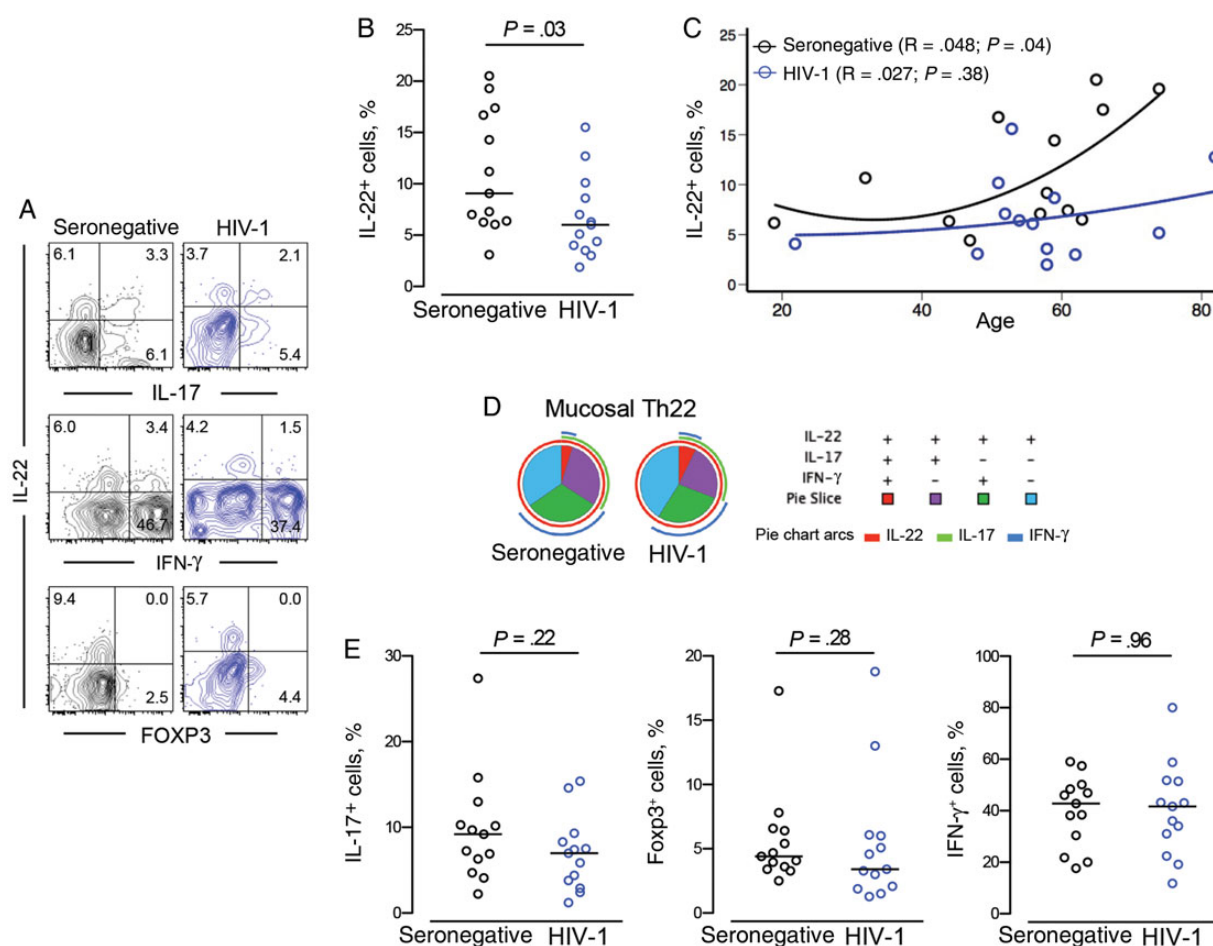 A
Seronegative HIV-1
6.1 3.3 3.7 2.1
6.1 5.4
IL-17
6.0 3.4 4.2 1.5
46.7 37.4
IFN-γ
9.4 0.0 5.7 0.0
2.5 4.4
FOXP3
IL-22
B
P = .03
25
20
15
10
5
0
IL-22+ cells, %
Seronegative HIV-1
C
Seronegative (R = .048; P = .04)
HIV-1 (R = .027; P = .38)
25
20
15
10
5
0
IL-22+ cells, %
20 40 60 80
Age
D
Mucosal Th22
Seronegative HIV-1
IL-22 + + + +
IL-17 + + - -
IFN-γ + - + -
Pie Slice
Pie chart arcs IL-22 IL-17 IFN-γ
E
P = .22
30
20
10
0
IL-17+ cells, %
Seronegative HIV-1
P = .28
20
15
10
5
0
Foxp3+ cells, %
Seronegative HIV-1
P = .96
100
80
60
40
20
0
IFN-γ+ cells, %
Seronegative HIV-1